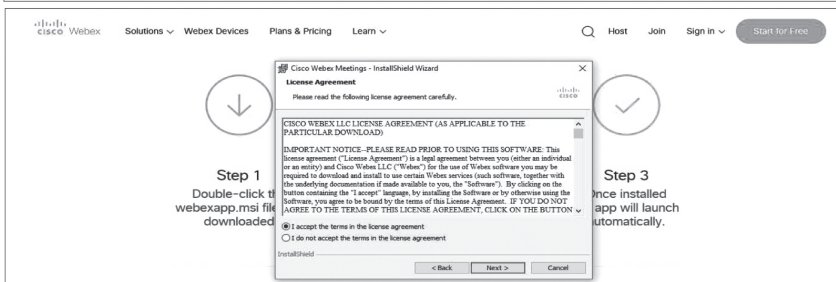 cisco Webex Solutions Webex Devices Plans & Pricing Learn Host Join Sign in Start for Free
Cisco Webex Meetings - InstallShield Wizard
License Agreement
Please read the following license agreement carefully.
cisco
CISCO WEBEX LLC LICENSE AGREEMENT (AS APPLICABLE TO THE
PARTICULAR DOWNLOAD)
IMPORTANT NOTICE--PLEASE READ PRIOR TO USING THIS SOFTWARE: This
license agreement ("License Agreement") is a legal agreement between you (either an individual
or an entity) and Cisco Webex LLC ("Webex") for the use of Webex software you may be
required to download and install to use certain Webex services (such software, together with
the underlying documentation if made available to you, the "Software"). By clicking on the
button containing the "I accept" language, by installing the Software or by otherwise using the
Software, you agree to be bound by the terms of this License Agreement. IF YOU DO NOT
AGREE TO THE TERMS OF THIS LICENSE AGREEMENT, CLICK ON THE BUTTON
I accept the terms in the license agreement
I do not accept the terms in the license agreement
InstallShield
< Back Next > Cancel
Step 1
Double-click
webexapp.msi file
downloaded
Step 3
Once installed
app will launch
automatically.